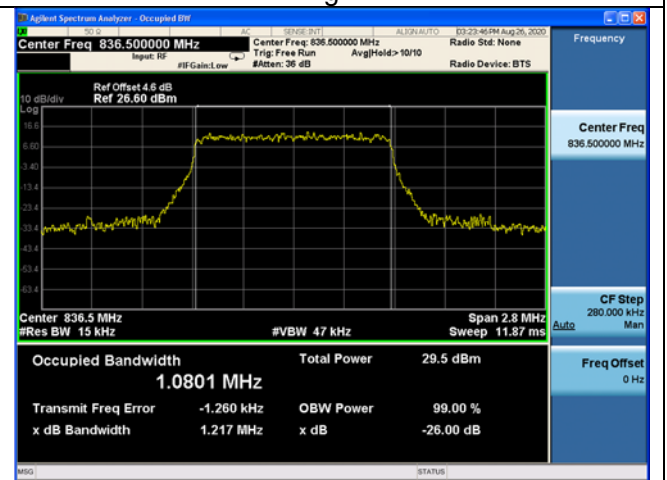 Agilent Spectrum Analyzer - Occupied BW
50 Ω AC SENSE:INT ALIGN AUTO 03:23:46 PM Aug 26, 2020
Center Freq 836.500000 MHz Center Freq: 836.500000 MHz Radio Std: None
Input: RF Trig: Free Run Avg|Hold:> 10/10
#IFGain:Low #Atten: 36 dB Radio Device: BTS
Ref Offset 4.6 dB
10 dB/div Ref 26.60 dBm
Log
16.6
6.60
-3.40
-13.4
-23.4
-33.4
-43.4
-53.4
-63.4
Center 836.5 MHz Span 2.8 MHz
#Res BW 15 kHz #VBW 47 kHz Sweep 11.87 ms
Occupied Bandwidth Total Power 29.5 dBm
1.0801 MHz
Transmit Freq Error -1.260 kHz OBW Power 99.00 %
x dB Bandwidth 1.217 MHz x dB -26.00 dB
MSG STATUS
Frequency
Center Freq
836.500000 MHz
CF Step
280.000 kHz
Auto Man
Freq Offset
0 Hz